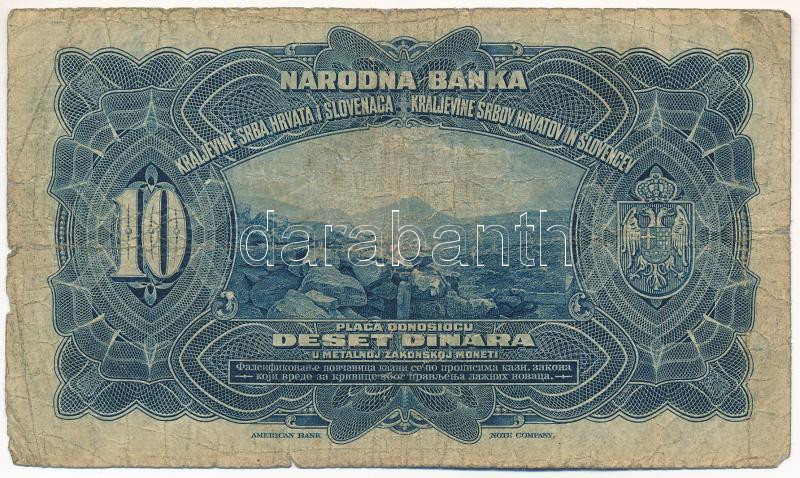 NARODNA BANKA
KRALJEVINE SRBA HRVATA I SLOVENACA KRALJEVINE SRBOV HRVATOV IN SLOVENCEV
10
darabanth
PLAĆA DONOSIOCU
DESET DINARA
U METALNOJ ZAKONSKOJ MONETI
Фалсификовање новчаница казни се по прописима казн. закона
који вреде за кривице због прављења лажних новаца.
AMERICAN BANK NOTE COMPANY.